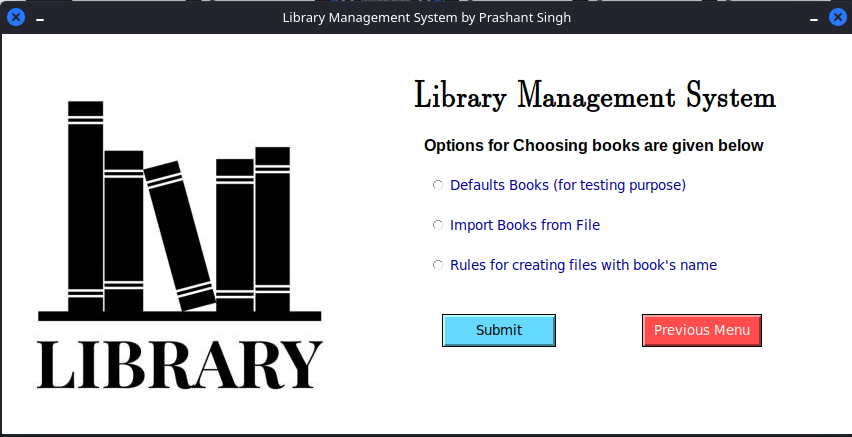 Library Management System by Prashant Singh
Library Management System
Options for Choosing books are given below
Defaults Books (for testing purpose)
Import Books from File
Rules for creating files with book's name
Submit
Previous Menu
LIBRARY